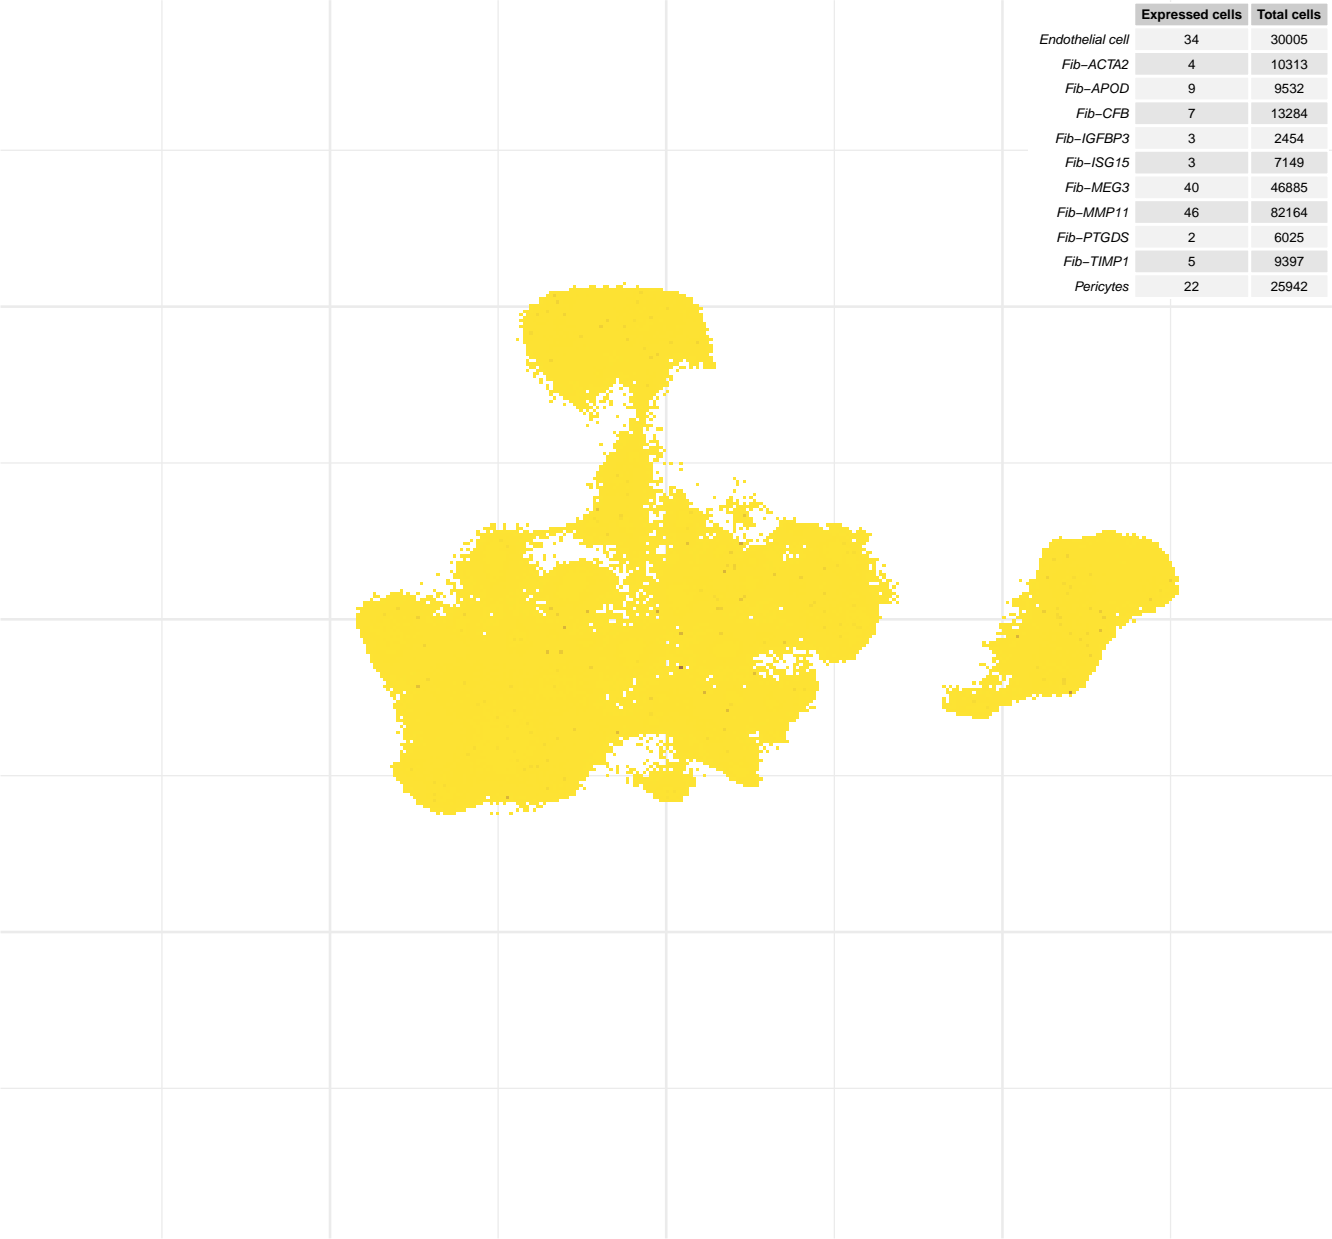 Expressed cells Total cells
Endothelial cell 34 30005
Fib−ACTA2 4 10313
Fib−APOD 9 9532
Fib−CFB 7 13284
Fib−IGFBP3 3 2454
Fib−ISG15 3 7149
Fib−MEG3 40 46885
Fib−MMP11 46 82164
Fib−PTGDS 2 6025
Fib−TIMP1 5 9397
Pericytes 22 25942